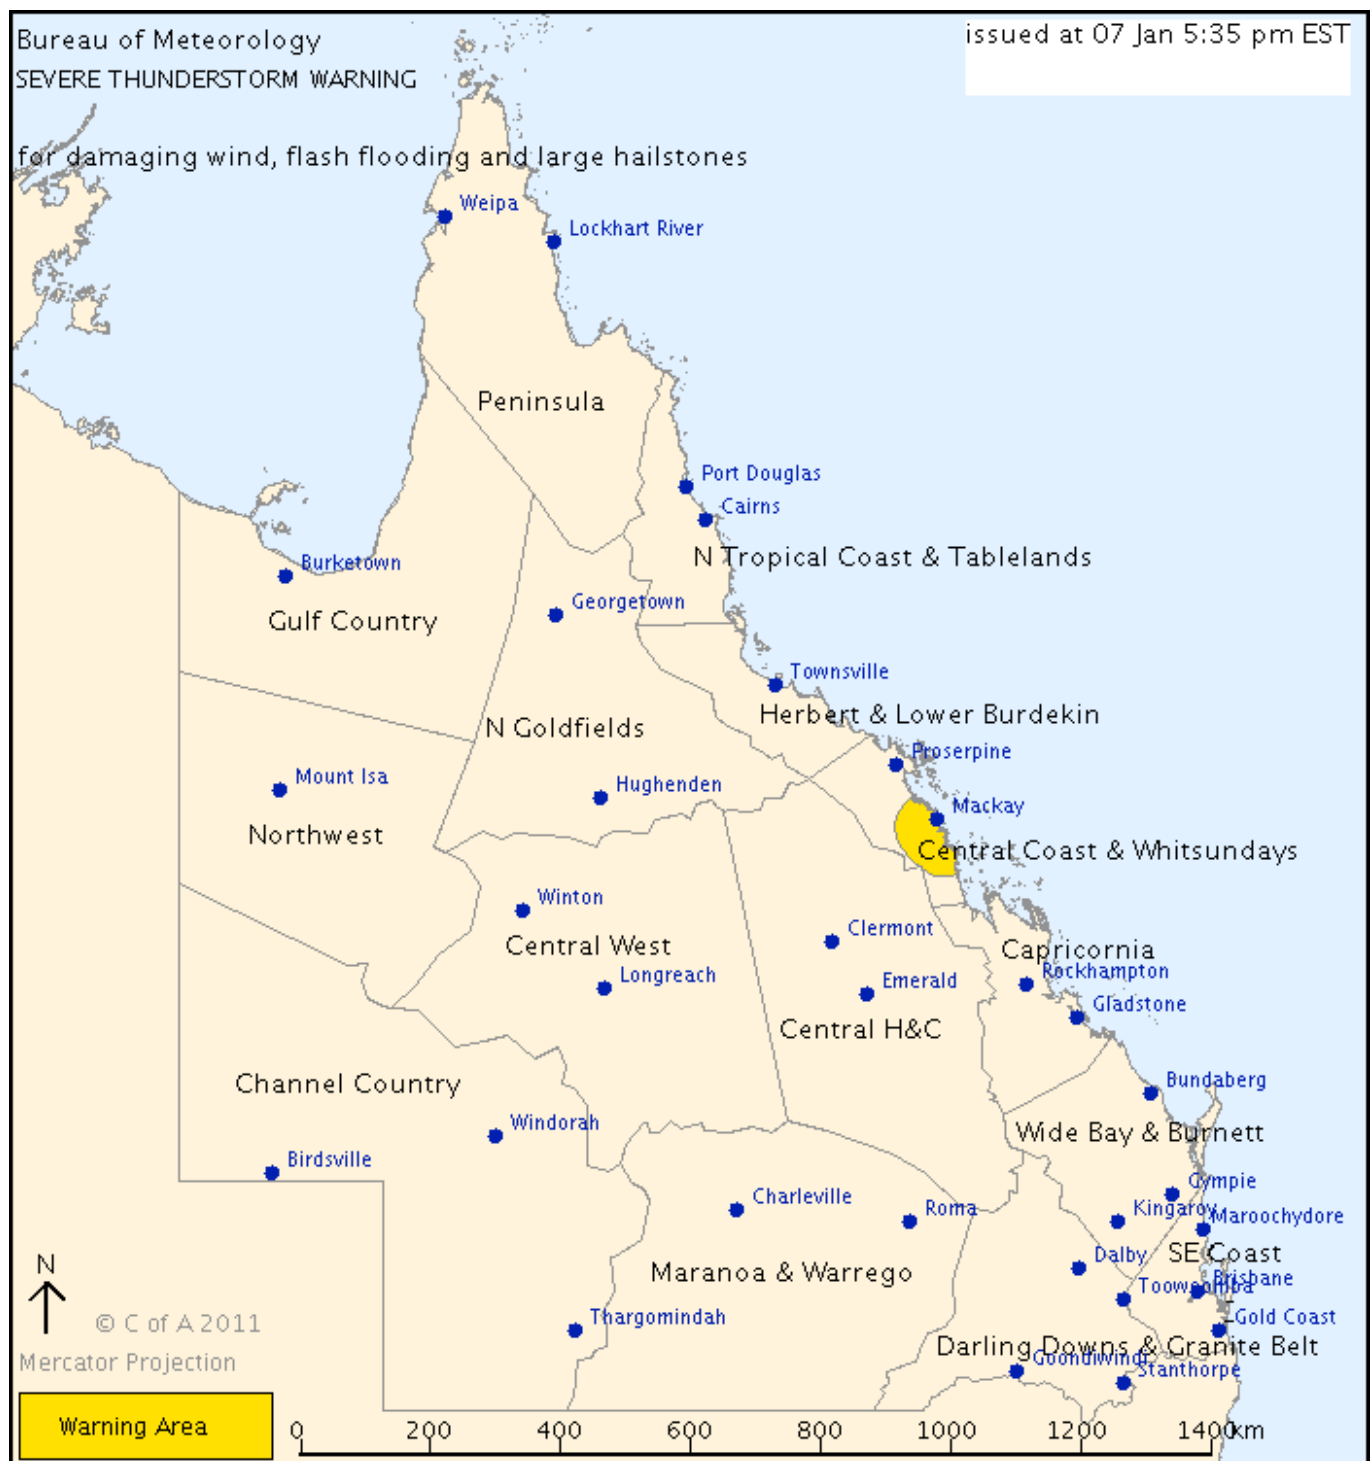 Bureau of Meteorology
issued at 07 Jan 5:35 pm EST
SEVERE THUNDERSTORM WARNING
for damaging wind, flash flooding and large hailstones
Weipa
Lockhart River
Peninsula
Port Douglas
Cairns
N Tropical Coast & Tablelands
Burketown
Georgetown
Gulf Country
Townsville
Herbert & Lower Burdekin
N Goldfields
Proserpine
Mount Isa
Hughenden
Mackay
Northwest
Central Coast & Whitsundays
Winton
Clermont
Central West
Capricornia
Longreach
Rockhampton
Emerald
Gladstone
Central H&C
Channel Country
Bundaberg
Windorah
Wide Bay & Burnett
Birdsville
Gympie
Charleville
Roma
Kingaroy
Maroochydore
SE Coast
Dalby
N
Maranoa & Warrego
Brisbane
Toowoomba
Thargomindah
Gold Coast
© C of A 2011
Darling Downs & Granite Belt
Goondiwindi
Mercator Projection
Stanthorpe
Warning Area
0 200 400 600 800 1000 1200 1400km